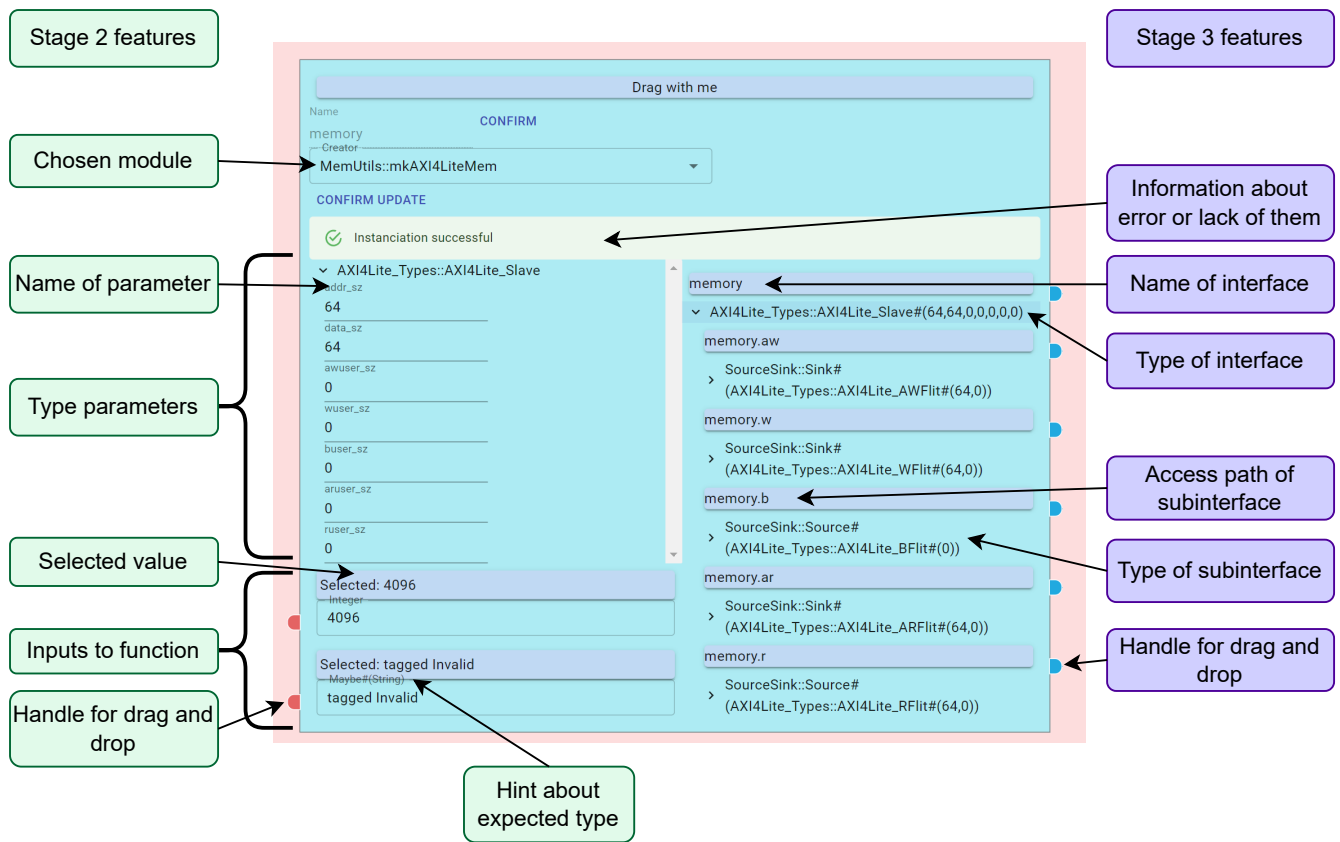 Stage 2 features
Stage 3 features
Drag with me
Name
memory
CONFIRM
Creator
MemUtils::mkAXI4LiteMem
CONFIRM UPDATE
Instanciation successful
AXI4Lite_Types::AXI4Lite_Slave
addr_sz
64
data_sz
64
awuser_sz
0
wuser_sz
0
buser_sz
0
aruser_sz
0
ruser_sz
0
Selected: 4096
Integer
4096
Selected: tagged Invalid
Maybe#(String)
tagged Invalid
memory
AXI4Lite_Types::AXI4Lite_Slave#(64,64,0,0,0,0,0)
memory.aw
SourceSink::Sink#
(AXI4Lite_Types::AXI4Lite_AWFlit#(64,0))
memory.w
SourceSink::Sink#
(AXI4Lite_Types::AXI4Lite_WFlit#(64,0))
memory.b
SourceSink::Source#
(AXI4Lite_Types::AXI4Lite_BFlit#(0))
memory.ar
SourceSink::Sink#
(AXI4Lite_Types::AXI4Lite_ARFlit#(64,0))
memory.r
SourceSink::Source#
(AXI4Lite_Types::AXI4Lite_RFlit#(64,0))
Chosen module
Name of parameter
Type parameters
Selected value
Inputs to function
Handle for drag and
drop
Hint about
expected type
Information about
error or lack of them
Name of interface
Type of interface
Access path of
subinterface
Type of subinterface
Handle for drag and
drop